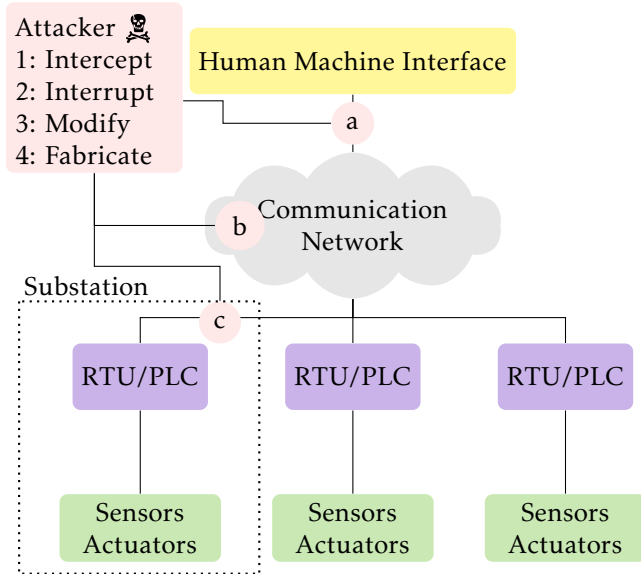 Attacker
1: Intercept
2: Interrupt
3: Modify
4: Fabricate
Human Machine Interface
a
Communication
Network
b
Substation
c
RTU/PLC
RTU/PLC
RTU/PLC
Sensors
Actuators
Sensors
Actuators
Sensors
Actuators